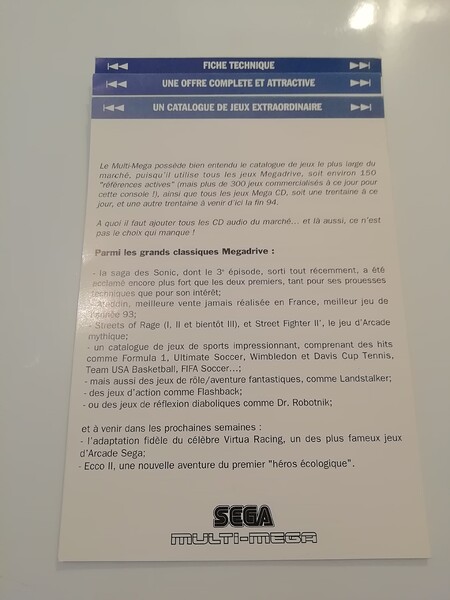 FICHE TECHNIQUE
UNE OFFRE COMPLETE ET ATTRACTIVE
UN CATALOGUE DE JEUX EXTRAORDINAIRE
Le Multi-Mega possède bien entendu le catalogue de jeux le plus large du
marché, puisqu'il utilise tous les jeux Megadrive, soit environ 150
"références actives" (mais plus de 300 jeux commercialisés à ce jour pour
cette console !), ainsi que tous les jeux Mega CD, soit une trentaine à ce
jour, et une autre trentaine à venir d'ici la fin 94.
A quoi il faut ajouter tous les CD audio du marché... et là aussi, ce n'est
pas le choix qui manque !
Parmi les grands classiques Megadrive :
- la saga des Sonic, dont le 3e épisode, sorti tout récemment, a été
acclamé encore plus fort que les deux premiers, tant pour ses prouesses
techniques que pour son intérêt;
- Aladdin, meilleure vente jamais réalisée en France, meilleur jeu de
l'année 93;
- Streets of Rage (I, II et bientôt III), et Street Fighter II', le jeu d'Arcade
mythique;
- un catalogue de jeux de sports impressionnant, comprenant des hits
comme Formula 1, Ultimate Soccer, Wimbledon et Davis Cup Tennis,
Team USA Basketball, FIFA Soccer...;
- mais aussi des jeux de rôle/aventure fantastiques, comme Landstalker;
- des jeux d'action comme Flashback;
- ou des jeux de réflexion diaboliques comme Dr. Robotnik;
et à venir dans les prochaines semaines :
- l'adaptation fidèle du célèbre Virtua Racing, un des plus fameux jeux
d'Arcade Sega;
- Ecco II, une nouvelle aventure du premier "héros écologique".
SEGA
MULTI-MEGA